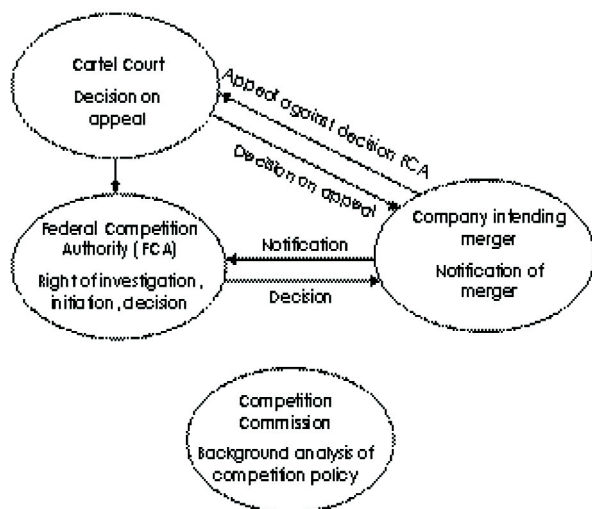 Cartel Court
Decision on
appeal
Appeal against decision FCA
Decision on appeal
Federal Competition
Authority (FCA)
Right of investigation,
initiation, decision
Notification
Decision
Company intending
merger
Notification of
merger
Competition
Commission
Background analysis of
competition policy